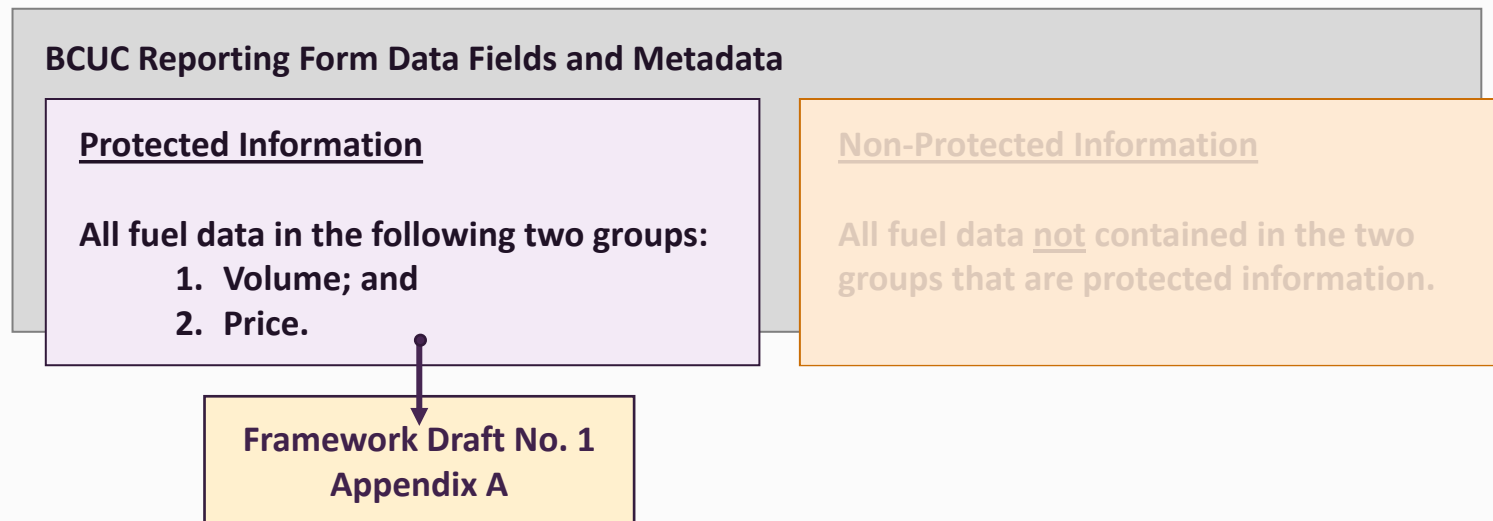 BCUC Reporting Form Data Fields and Metadata
Protected Information
All fuel data in the following two groups:
1. Volume; and
2. Price.
Non-Protected Information
All fuel data not contained in the two
groups that are protected information.
Framework Draft No. 1
Appendix A